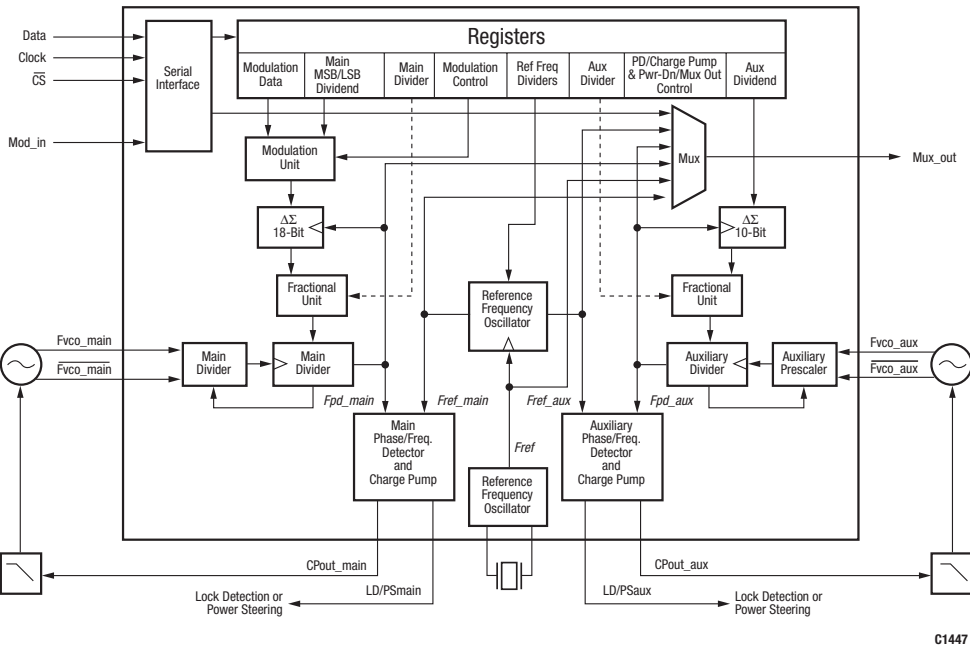 Registers
Data
Clock
C̅S̅
Mod_in
Serial
Interface
Modulation
Data
Main
MSB/LSB
Dividend
Main
Divider
Modulation
Control
Ref Freq
Dividers
Aux
Divider
PD/Charge Pump
& Pwr-Dn/Mux Out
Control
Aux
Dividend
Modulation
Unit
Mux
Mux_out
ΔΣ
18-Bit
ΔΣ
10-Bit
Fractional
Unit
Reference
Frequency
Oscillator
Fractional
Unit
Fvco_main
Fvco_main
Main
Divider
Main
Divider
Auxiliary
Divider
Auxiliary
Prescaler
Fvco_aux
Fvco_aux
Fpd_main
Fref_main
Fref_aux
Fpd_aux
Main
Phase/Freq.
Detector
and
Charge Pump
Fref
Reference
Frequency
Oscillator
Auxiliary
Phase/Freq.
Detector
and
Charge Pump
CPout_main
CPout_aux
LD/PSmain
LD/PSaux
Lock Detection or
Power Steering
Lock Detection or
Power Steering
C1447